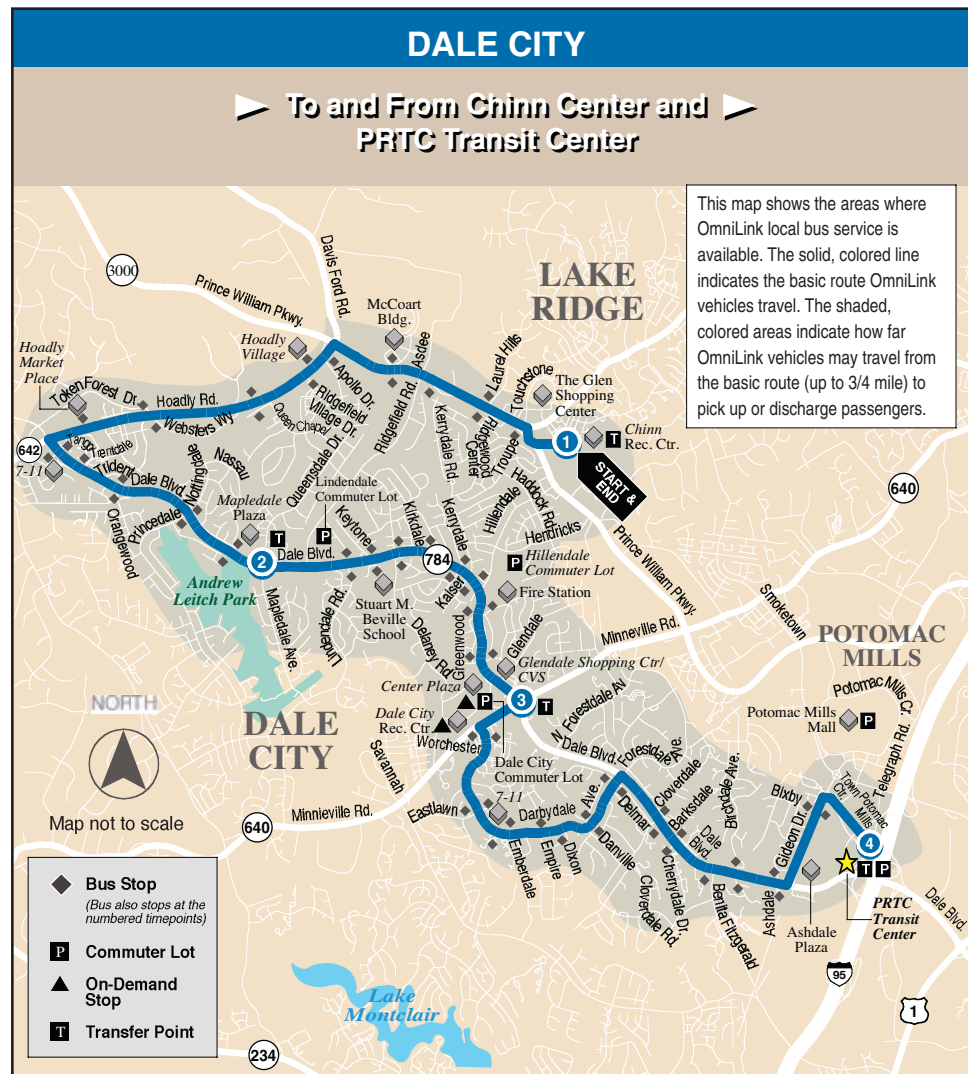 DALE CITY
To and From Chinn Center and
PRTC Transit Center
This map shows the areas where
OmniLink local bus service is
available. The solid, colored line
indicates the basic route OmniLink
vehicles travel. The shaded,
colored areas indicate how far
OmniLink vehicles may travel from
the basic route (up to 3/4 mile) to
pick up or discharge passengers.
3000
Davis Ford Rd.
Prince William Pkwy.
LAKE
RIDGE
McCoart
Bldg.
Hoadly
Village
Asdee
Laurel Hills
Touchstone
The Glen
Shopping
Center
Hoadly
Market
Place
Token Forest Dr.
Hoadly Rd.
Websters Wy
Queen Chapel
Apollo Dr.
Ridgefield
Village Dr.
Ridgefield Rd.
Kerrydale Rd.
Ridgewood
Center
Trouper
1
Chinn
Rec. Ctr.
T
START &
END
642
7-11
Tango
Trentdale
Trident
Dale Blvd.
Nottingdale
Nassau
Queensdale Dr.
Orangewood
Princedale
Mapledale
Plaza
Lindendale
Commuter Lot
P
T
2
Dale Blvd.
Keytone
Kirkdale
Kerrydale
784
Hillendale
Haddock Rd.
Hendricks
P
Hillendale
Commuter Lot
Fire Station
Prince William Pkwy.
640
Smoketown
Minneville Rd.
Andrew
Leitch Park
Mapledale Ave.
Lindendale Rd.
Stuart M.
Beville
School
Kaiser
Greenwood
Delaney Rd.
Glendale
Glendale Shopping Ctr/
CVS
Center Plaza
P
3
T
Dale City
Rec. Ctr.
Worchester
Dale City
Commuter Lot
N. Forestdale Av
Dale Blvd.
Forestdale Ave.
POTOMAC
MILLS
Potomac Mills Cr.
Potomac Mills
Mall
P
Telegraph Rd.
NORTH
Map not to scale
DALE
CITY
Savannah
Minnieville Rd.
640
Eastlawn
7-11
Darbydale
Ave.
Emberdale
Empire
Dixon
Danville
Delmar
Cloverdale
Barksdale
Dale
Blvd.
Birchdale Ave.
Cloverdale Rd.
Cherrydale Dr.
Benita Fitzgerald
Ashdale
Gideon Dr.
Bixby
Town Potomac
Mills
Ctr.
4
T
P
Ashdale
Plaza
PRTC
Transit
Center
Dale Blvd.
95
1
Lake
Montclair
234
Bus Stop
(Bus also stops at the
numbered timepoints)
P
Commuter Lot
On-Demand
Stop
T
Transfer Point